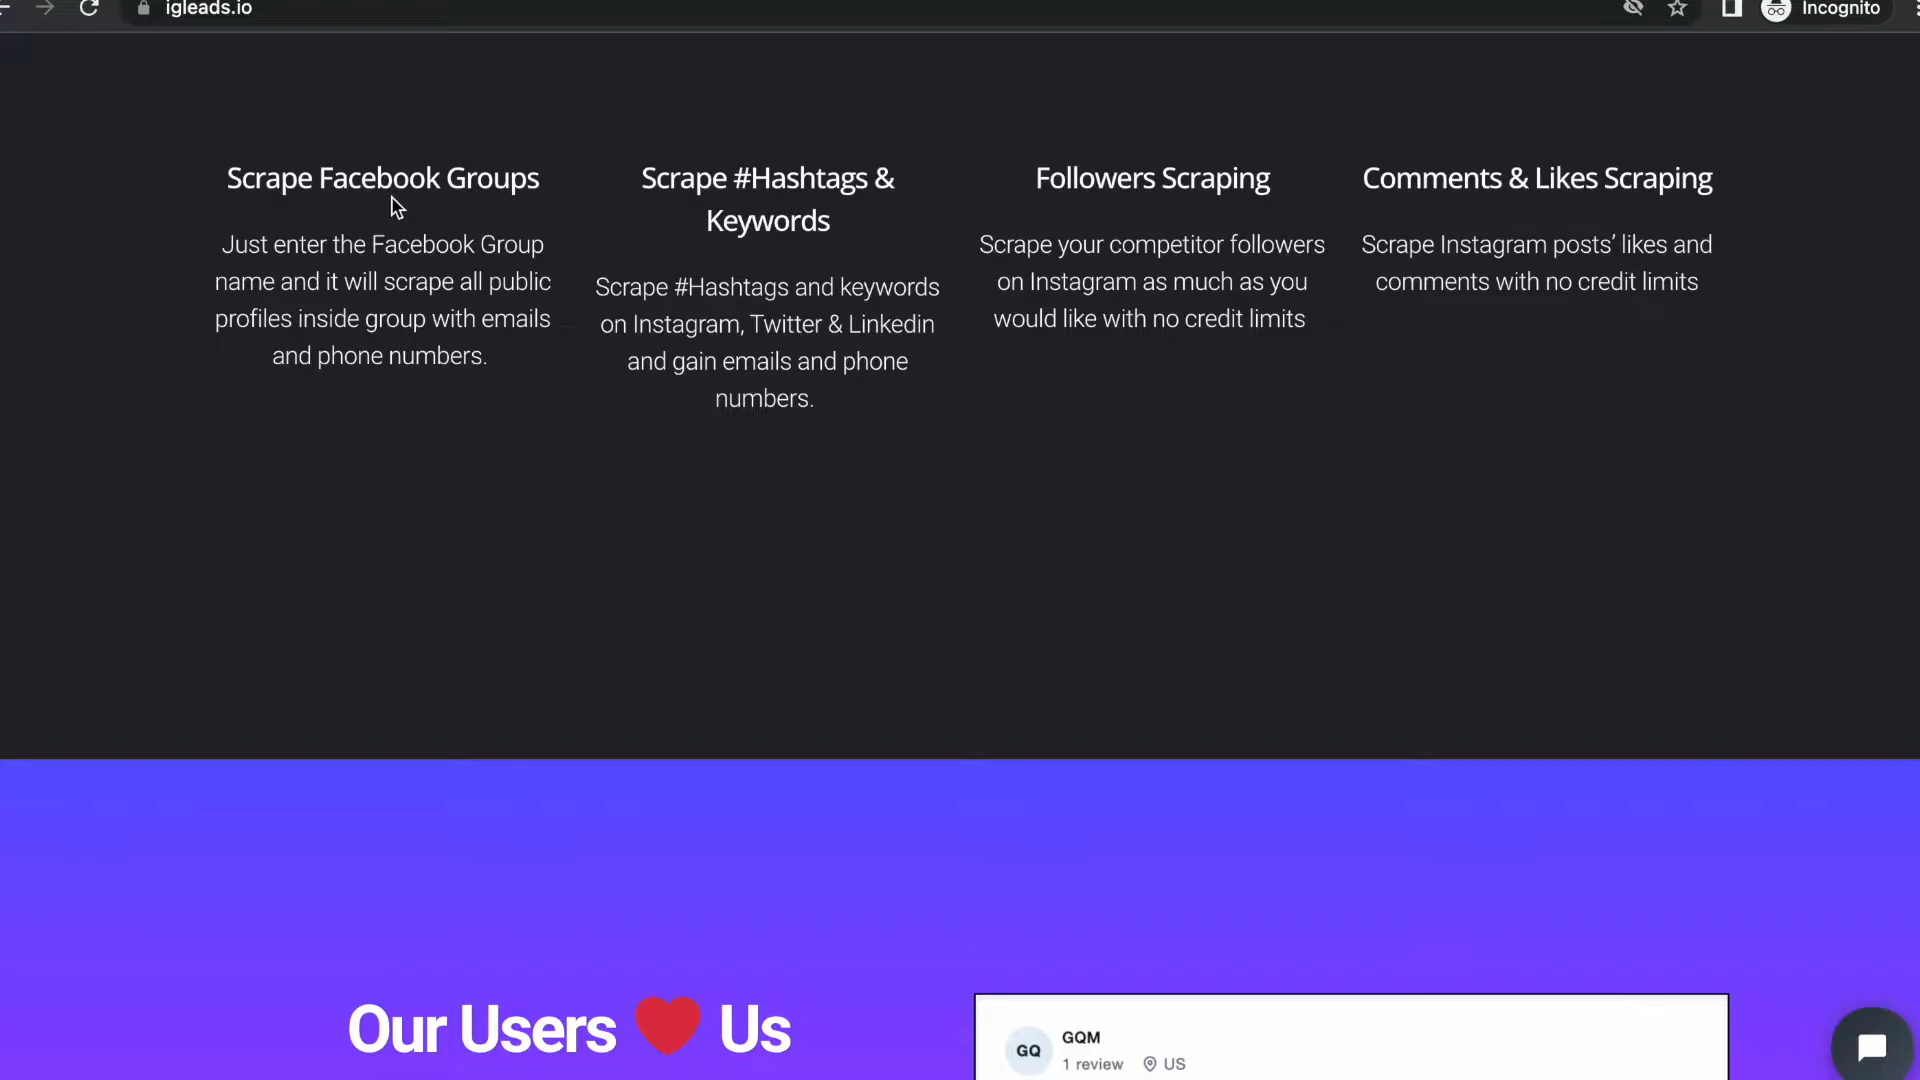 igleads.io
Incognito
Scrape Facebook Groups
Just enter the Facebook Group
name and it will scrape all public
profiles inside group with emails
and phone numbers.
Scrape #Hashtags &
Keywords
Scrape #Hashtags and keywords
on Instagram, Twitter & Linkedin
and gain emails and phone
numbers.
Followers Scraping
Scrape your competitor followers
on Instagram as much as you
would like with no credit limits
Comments & Likes Scraping
Scrape Instagram posts’ likes and
comments with no credit limits
Our Users ❤ Us
GQ
GQM
1 review US